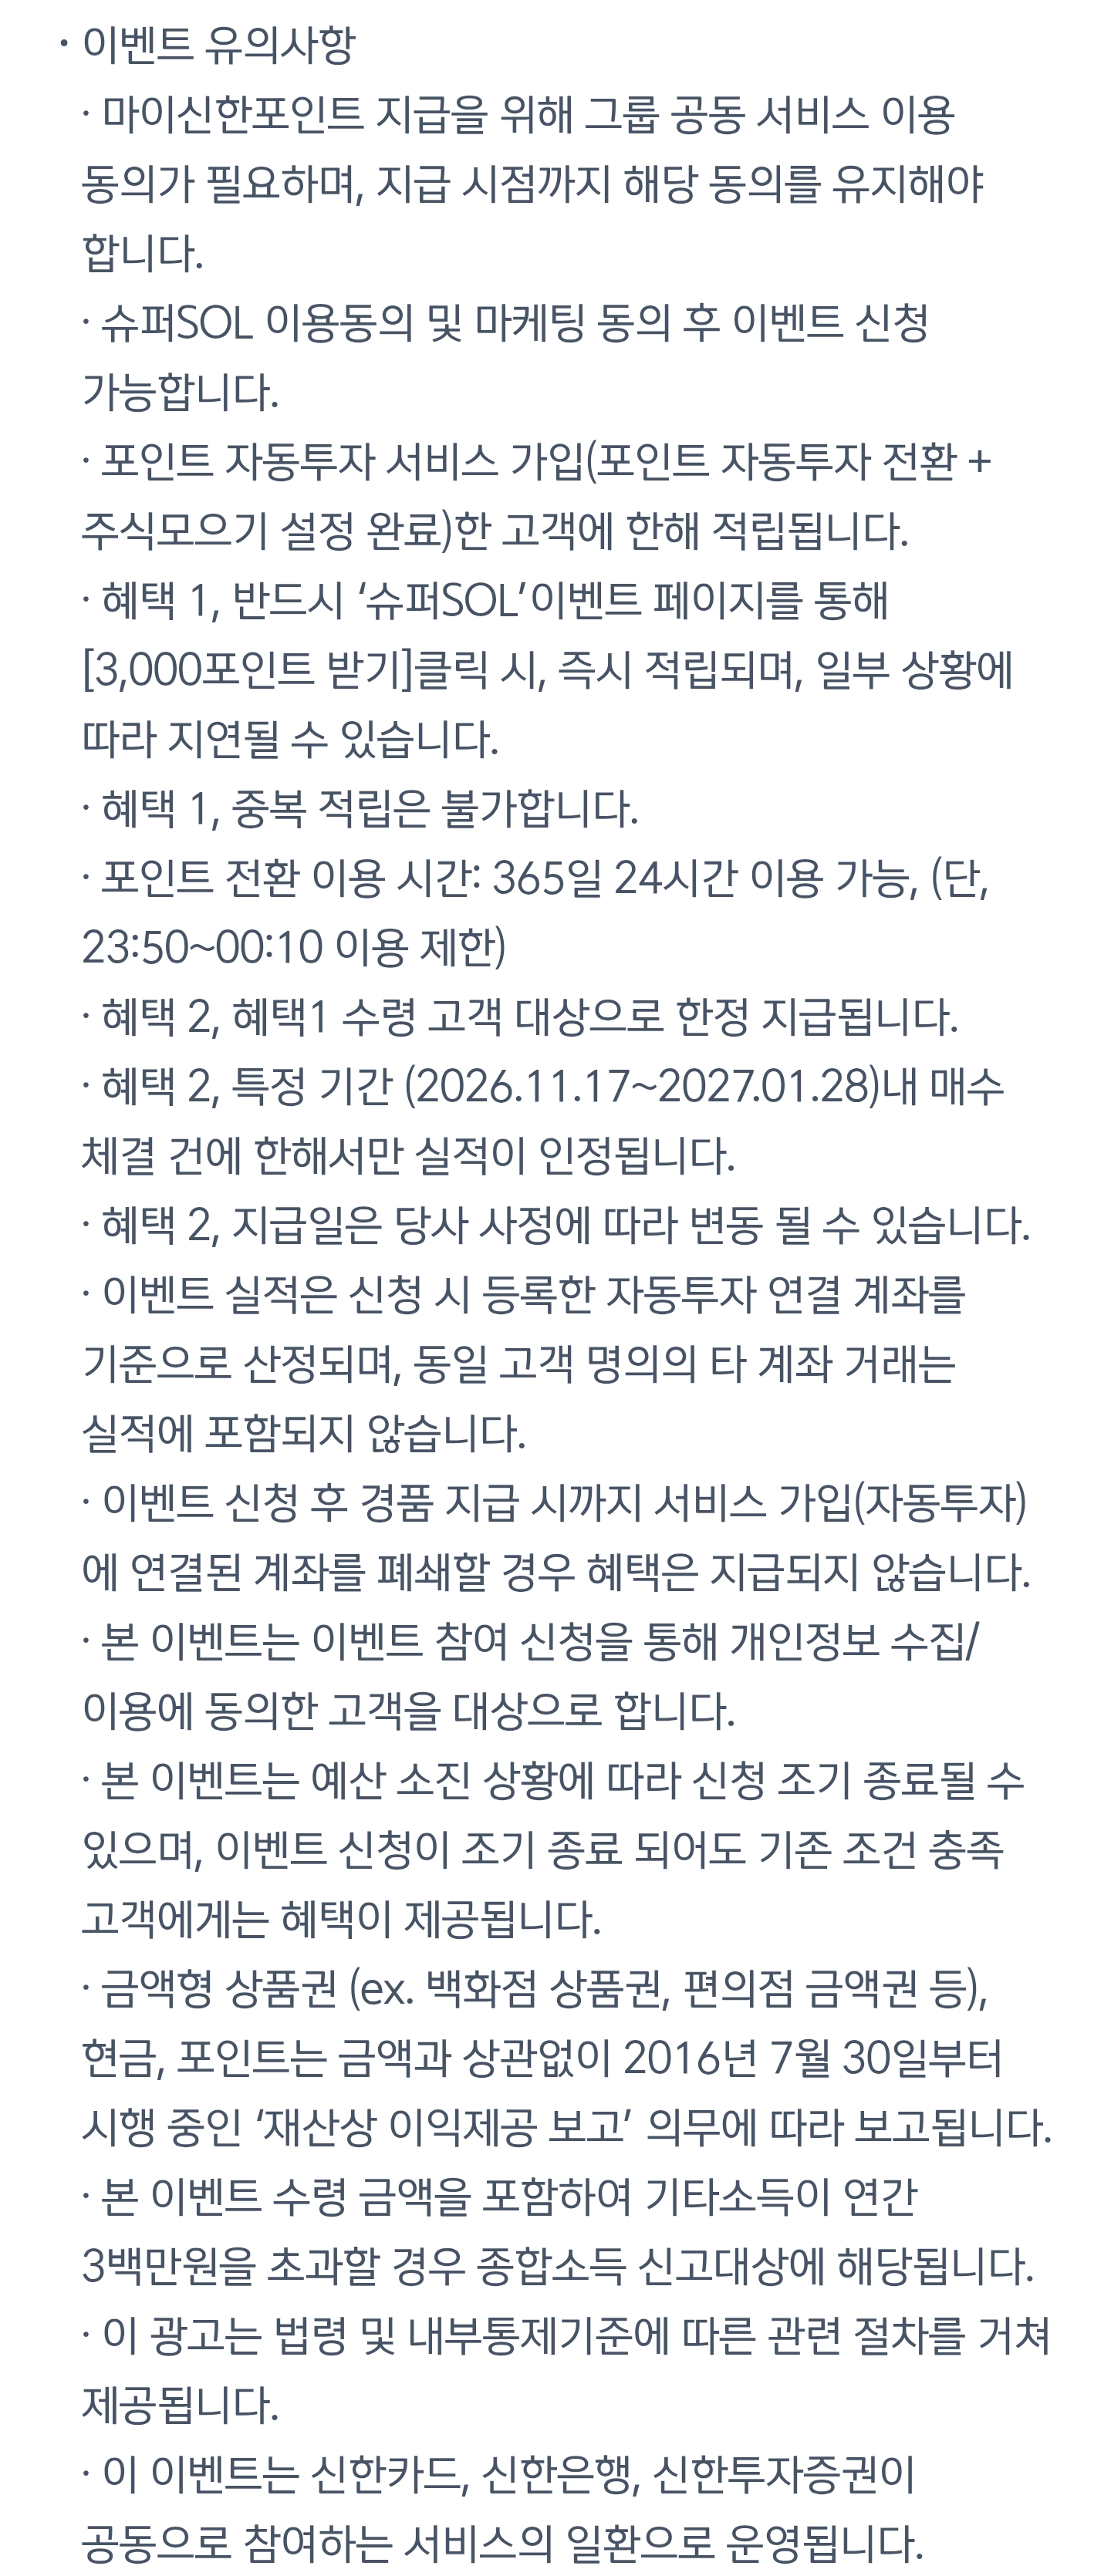 · 이벤트 유의사항
· 마이신한포인트 지급을 위해 그룹 공동 서비스 이용
동의가 필요하며, 지급 시점까지 해당 동의를 유지해야
합니다.
· 슈퍼SOL 이용동의 및 마케팅 동의 후 이벤트 신청
가능합니다.
· 포인트 자동투자 서비스 가입(포인트 자동투자 전환 +
주식모으기 설정 완료)한 고객에 한해 적립됩니다.
· 혜택 1, 반드시 ‘슈퍼SOL’이벤트 페이지를 통해
[3,000포인트 받기]클릭 시, 즉시 적립되며, 일부 상황에
따라 지연될 수 있습니다.
· 혜택 1, 중복 적립은 불가합니다.
· 포인트 전환 이용 시간: 365일 24시간 이용 가능, (단,
23:50~00:10 이용 제한)
· 혜택 2, 혜택1 수령 고객 대상으로 한정 지급됩니다.
· 혜택 2, 특정 기간 (2026.11.17~2027.01.28)내 매수
체결 건에 한해서만 실적이 인정됩니다.
· 혜택 2, 지급일은 당사 사정에 따라 변동 될 수 있습니다.
· 이벤트 실적은 신청 시 등록한 자동투자 연결 계좌를
기준으로 산정되며, 동일 고객 명의의 타 계좌 거래는
실적에 포함되지 않습니다.
· 이벤트 신청 후 경품 지급 시까지 서비스 가입(자동투자)
에 연결된 계좌를 폐쇄할 경우 혜택은 지급되지 않습니다.
· 본 이벤트는 이벤트 참여 신청을 통해 개인정보 수집/
이용에 동의한 고객을 대상으로 합니다.
· 본 이벤트는 예산 소진 상황에 따라 신청 조기 종료될 수
있으며, 이벤트 신청이 조기 종료 되어도 기존 조건 충족
고객에게는 혜택이 제공됩니다.
· 금액형 상품권 (ex. 백화점 상품권, 편의점 금액권 등),
현금, 포인트는 금액과 상관없이 2016년 7월 30일부터
시행 중인 ‘재산상 이익제공 보고’ 의무에 따라 보고됩니다.
· 본 이벤트 수령 금액을 포함하여 기타소득이 연간
3백만원을 초과할 경우 종합소득 신고대상에 해당됩니다.
· 이 광고는 법령 및 내부통제기준에 따른 관련 절차를 거쳐
제공됩니다.
· 이 이벤트는 신한카드, 신한은행, 신한투자증권이
공동으로 참여하는 서비스의 일환으로 운영됩니다.